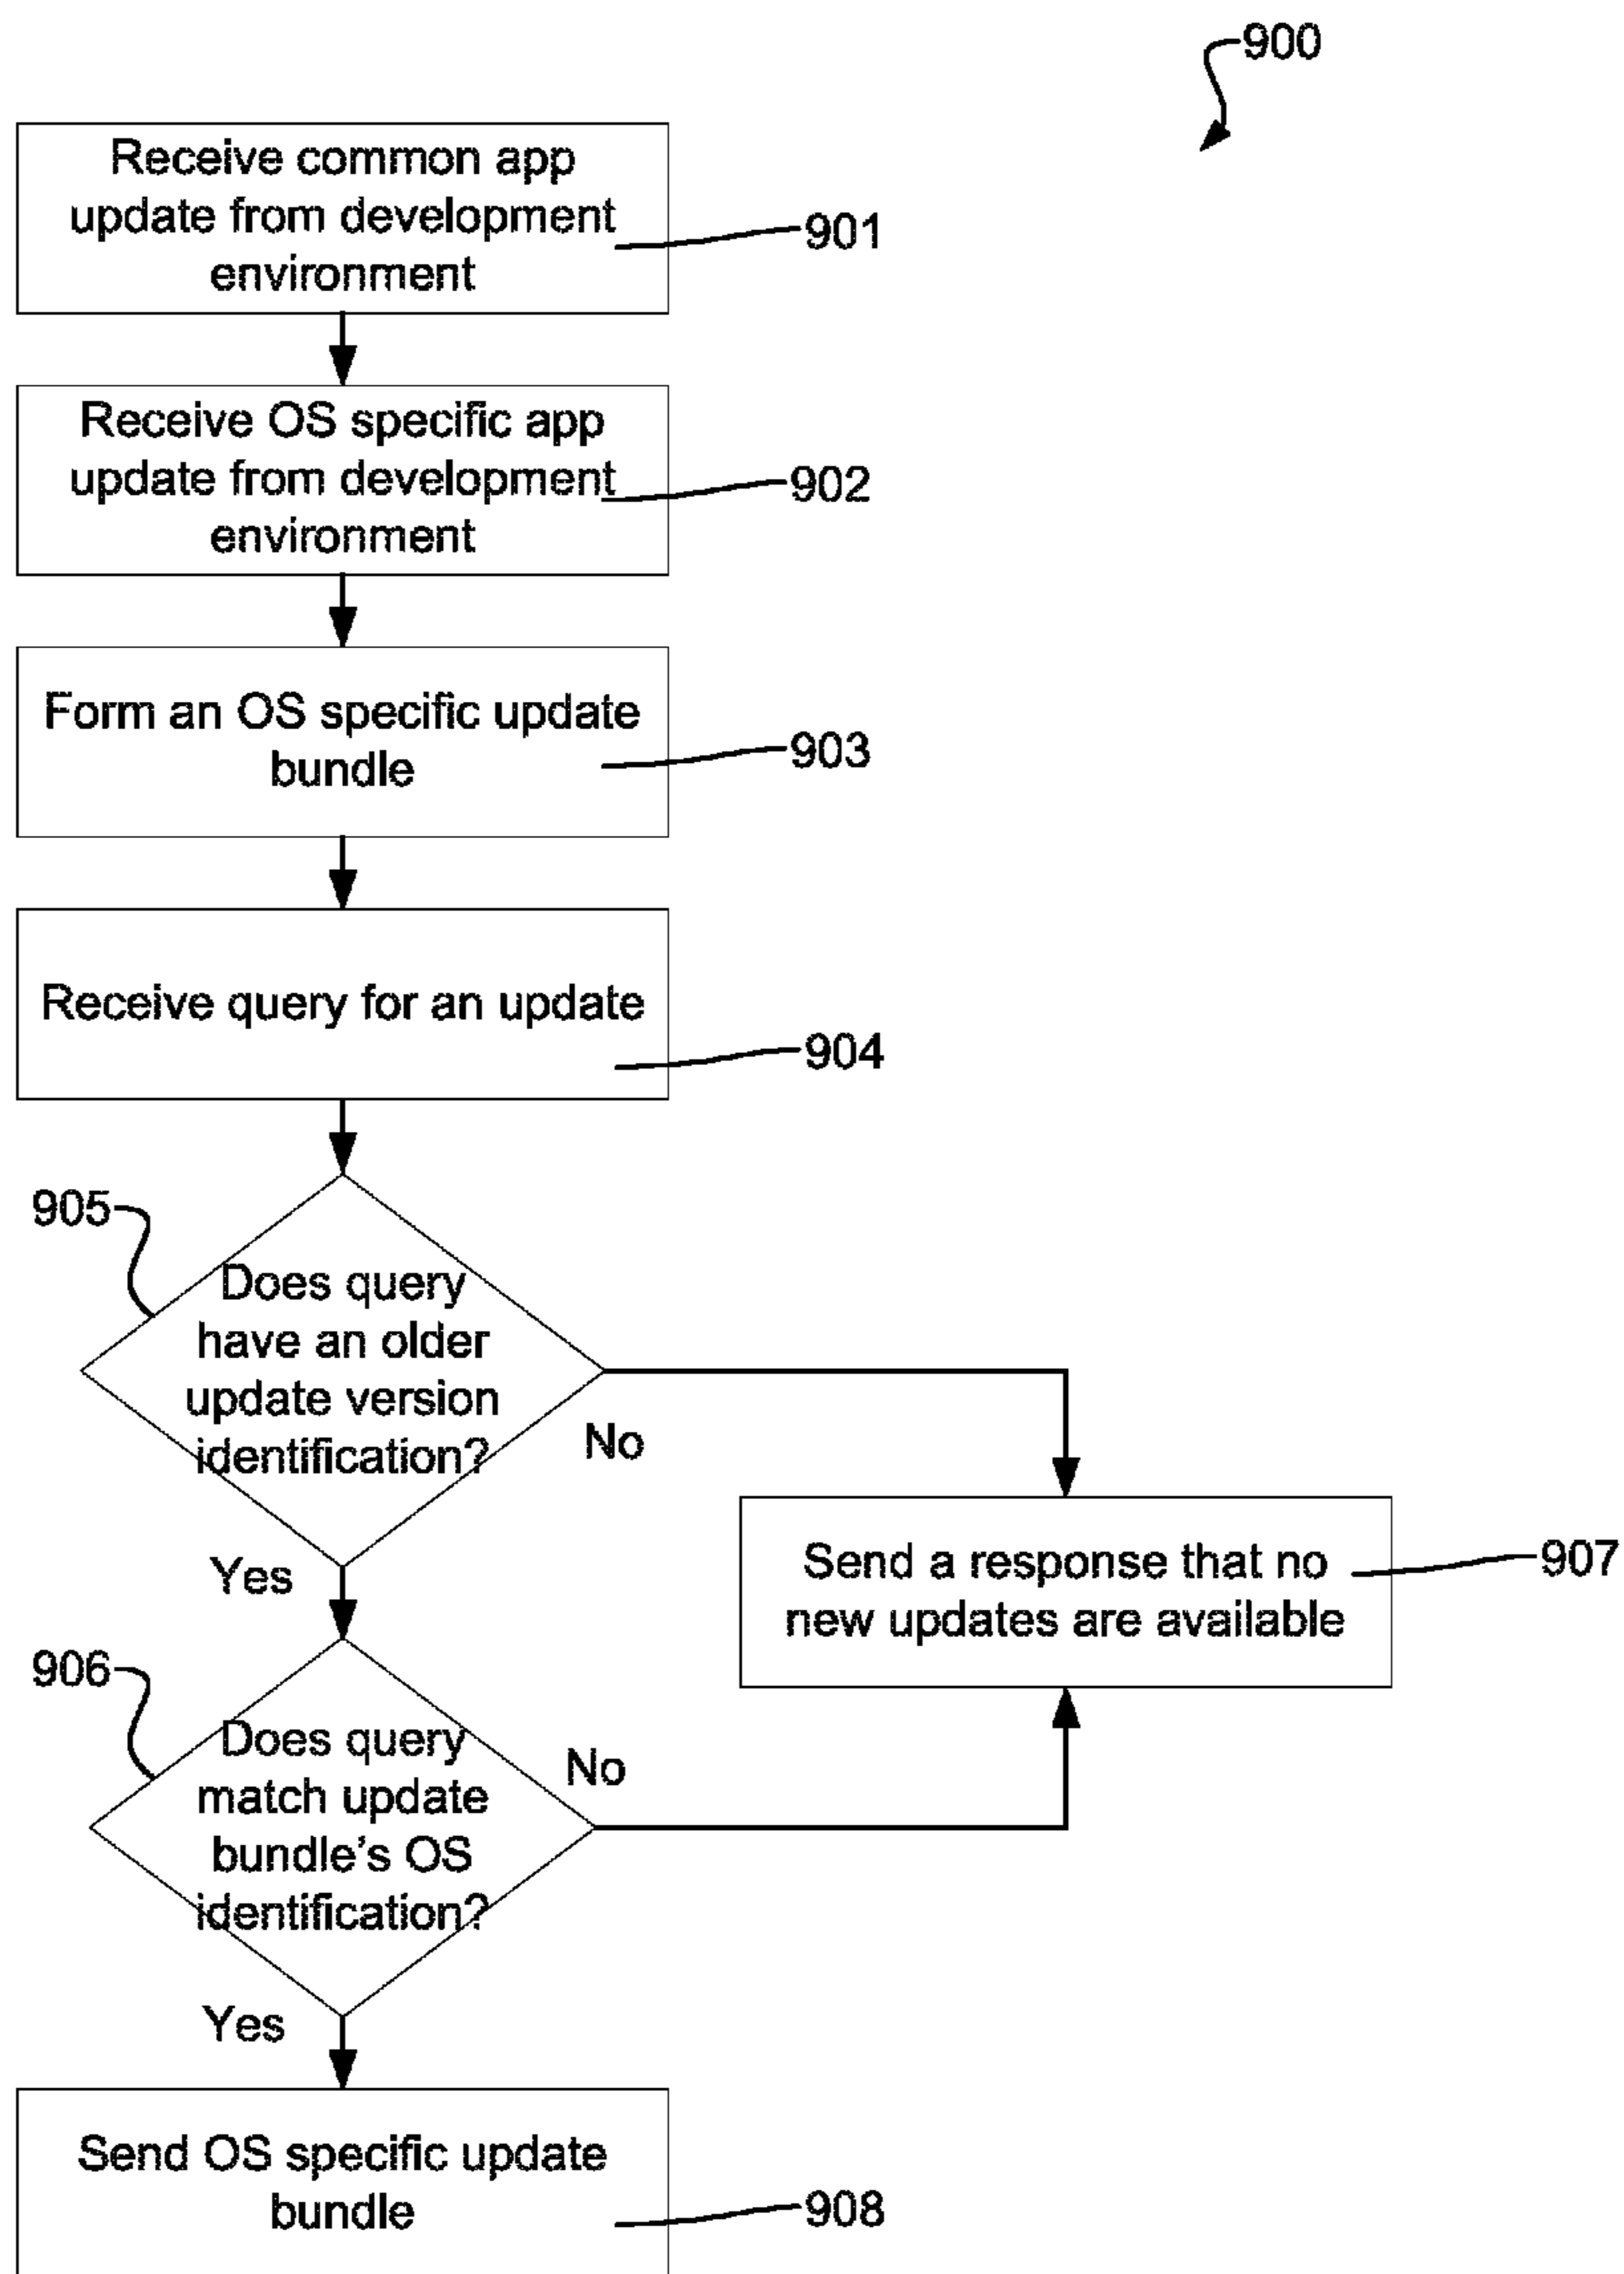 900
Receive common app
update from development
environment
901
Receive OS specific app
update from development
environment
902
Form an OS specific update
bundle
903
Receive query for an update
904
905
Does query
have an older
update version
identification?
No
Yes
Send a response that no
new updates are available
907
906
Does query
match update
bundle's OS
identification?
No
Yes
Send OS specific update
bundle
908